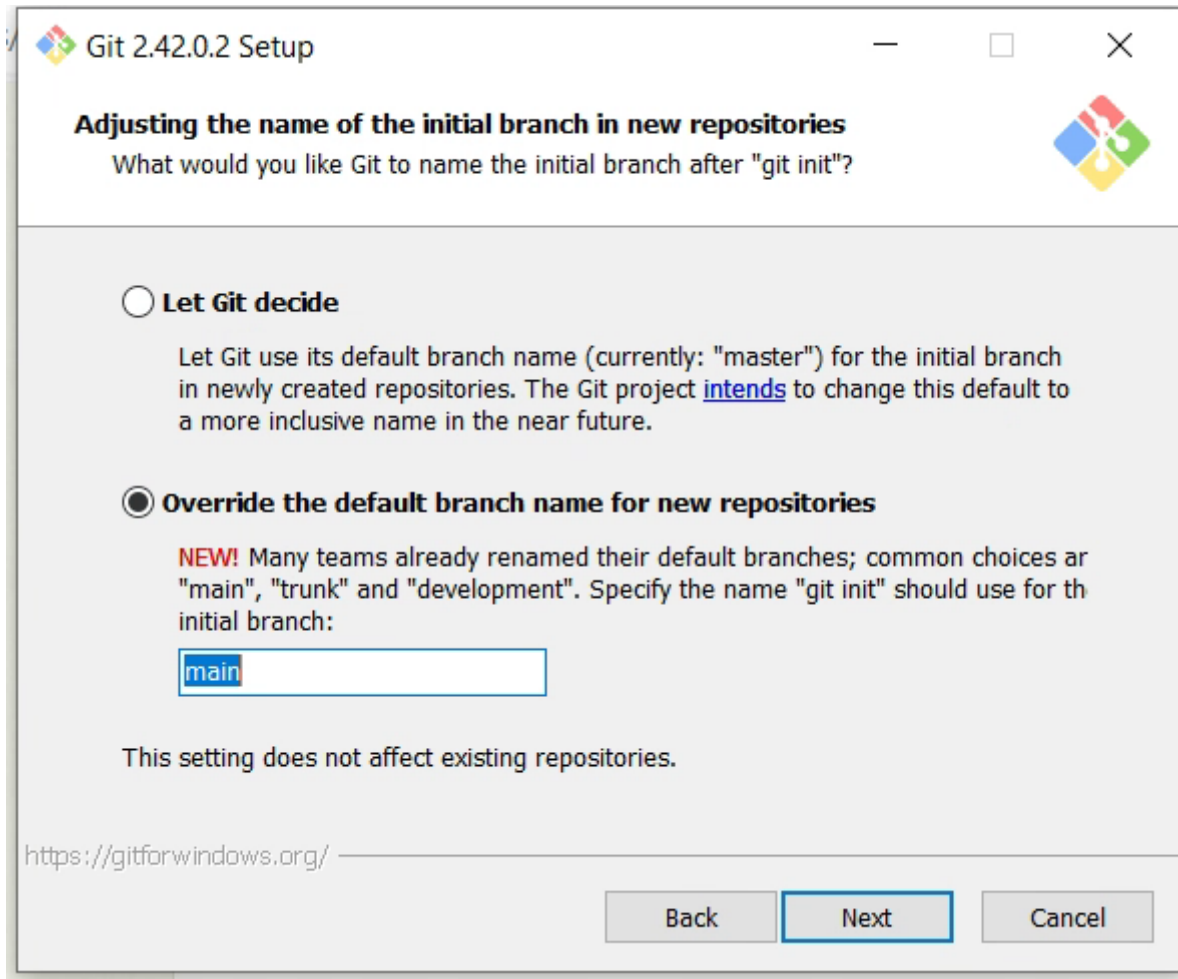 Git 2.42.0.2 Setup
Adjusting the name of the initial branch in new repositories
What would you like Git to name the initial branch after "git init"?
Let Git decide
Let Git use its default branch name (currently: "master") for the initial branch
in newly created repositories. The Git project intends to change this default to
a more inclusive name in the near future.
Override the default branch name for new repositories
NEW! Many teams already renamed their default branches; common choices ar
"main", "trunk" and "development". Specify the name "git init" should use for th
initial branch:
main
This setting does not affect existing repositories.
https://gitforwindows.org/
Back Next Cancel